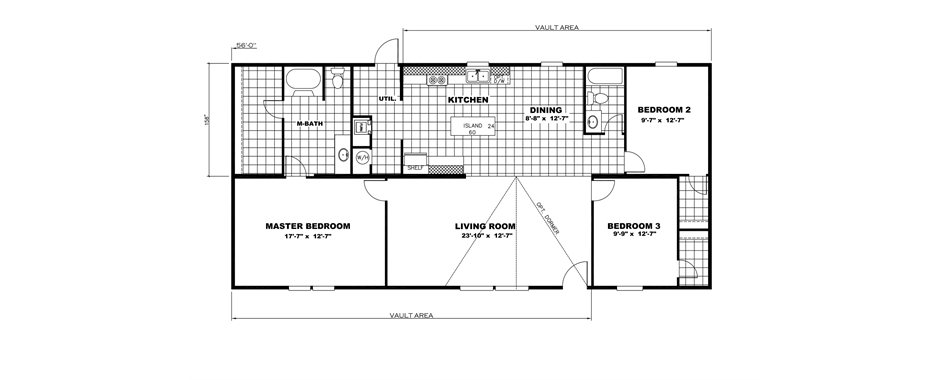 VAULT AREA
56'-0"
158"
UTIL.
KITCHEN
DINING
8'-8" x 12'-7"
BEDROOM 2
9'-7" x 12'-7"
M-BATH
ISLAND 24
60
W/H
SHELF
D/W
MASTER BEDROOM
17'-7" x 12'-7"
LIVING ROOM
23'-10" x 12'-7"
OPT. DORMER
BEDROOM 3
9'-9" x 12'-7"
VAULT AREA